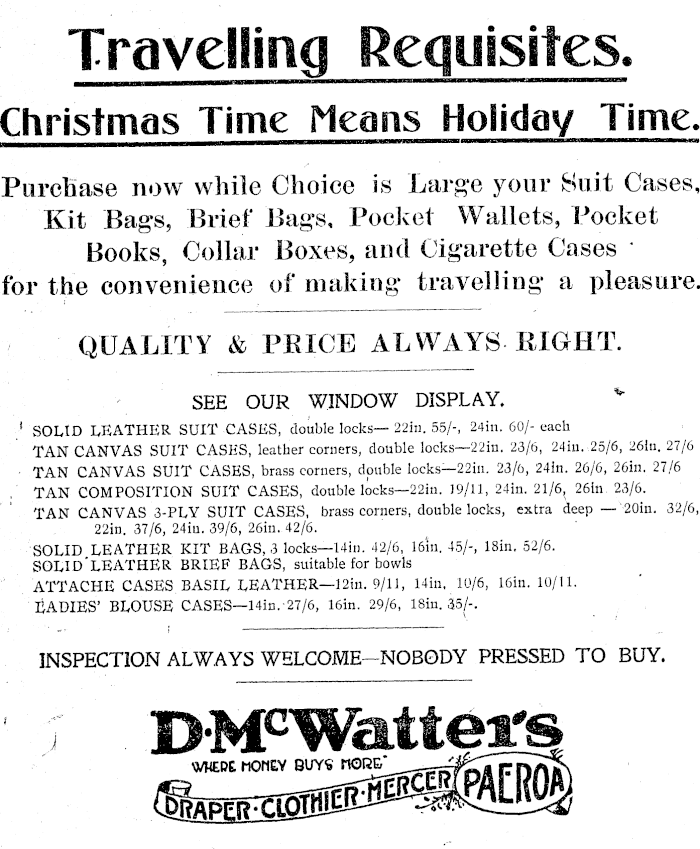 Travelling Requisites.
Christmas Time Means Holiday Time.
Purchase now while Choice is Large your Suit Cases,
Kit Bags, Brief Bags, Pocket Wallets, Pocket
Books, Collar Boxes, and Cigarette Cases
for the convenience of making travelling a pleasure.
QUALITY & PRICE ALWAYS RIGHT.
SEE OUR WINDOW DISPLAY.
SOLID LEATHER SUIT CASES, double locks—22in. 55/-, 24in. 60/- each
TAN CANVAS SUIT CASES, leather corners, double locks—22in. 23/6, 24in. 25/6, 26in. 27/6
TAN CANVAS SUIT CASES, brass corners, double locks—22in. 23/6, 24in. 26/6, 26in. 27/6
TAN COMPOSITION SUIT CASES, double locks—22in. 19/11, 24in. 21/6, 26in 23/6.
TAN CANVAS 3-PLY SUIT CASES, brass corners, double locks, extra deep — 20in. 32/6,
22in. 37/6, 24in. 39/6, 26in. 42/6.
SOLID LEATHER KIT BAGS, 3 locks—14in. 42/6, 16in. 45/-, 18in. 52/6.
SOLID LEATHER BRIEF BAGS, suitable for bowls
ATTACHE CASES BASIL LEATHER—12in. 9/11, 14in. 10/6, 16in. 10/11.
LADIES' BLOUSE CASES—14in. 27/6, 16in. 29/6, 18in. 35/-.
INSPECTION ALWAYS WELCOME—NOBODY PRESSED TO BUY.
D. McWatters
WHERE MONEY BUYS MORE
DRAPER · CLOTHIER · MERCER PAEROA